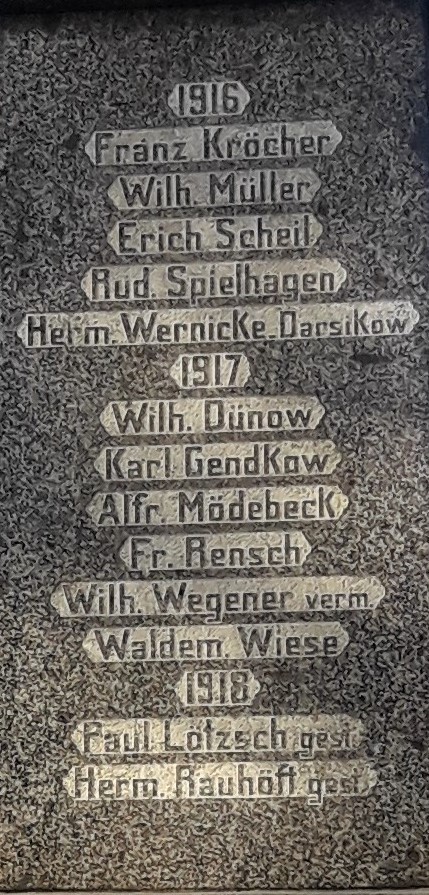 1916
Franz Kröcher
Wilh. Müller
Erich Scheil
Rud. Spielhagen
Herm. Wernicke-Darsikow
1917
Wilh. Dünow
Karl Gendkow
Alfr. Mödebeck
Fr. Rensch
Wilh. Wegener verm.
Waldem. Wiese
1918
Paul Lötzsch gest.
Herm. Rauhöft gest.